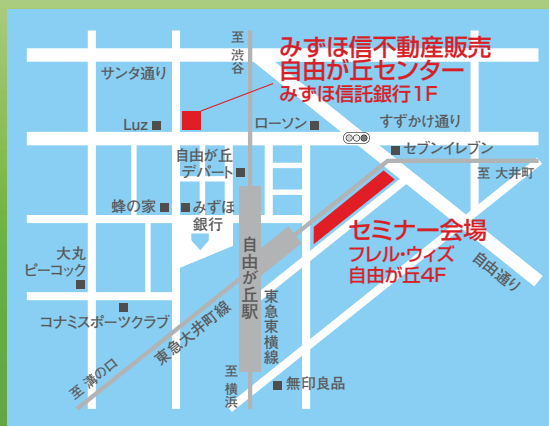 至
渋
谷
みずほ信不動産販売
自由が丘センター
みずほ信託銀行1F
サンタ通り
Luz
ローソン
すずかけ通り
セブンイレブン
至 大井町
自由が丘
デパート
蜂の家
みずほ
銀行
セミナー会場
フレル・ウィズ
自由が丘4F
自由通り
大丸
ピーコック
自由が丘駅
東急東横線
東急大井町線
コナミスポーツクラブ
至 溝の口
至
横
浜
無印良品